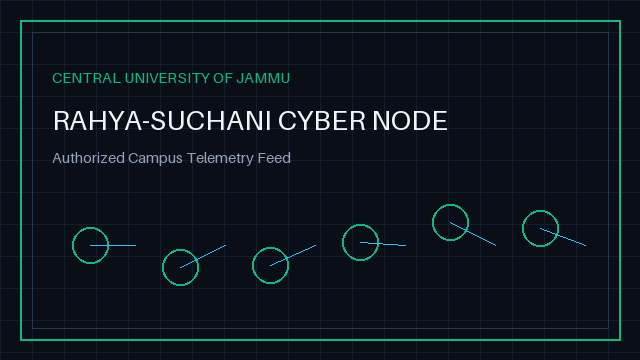 CENTRAL UNIVERSITY OF JAMMU
RAHYA-SUCHANI CYBER NODE
Authorized Campus Telemetry Feed